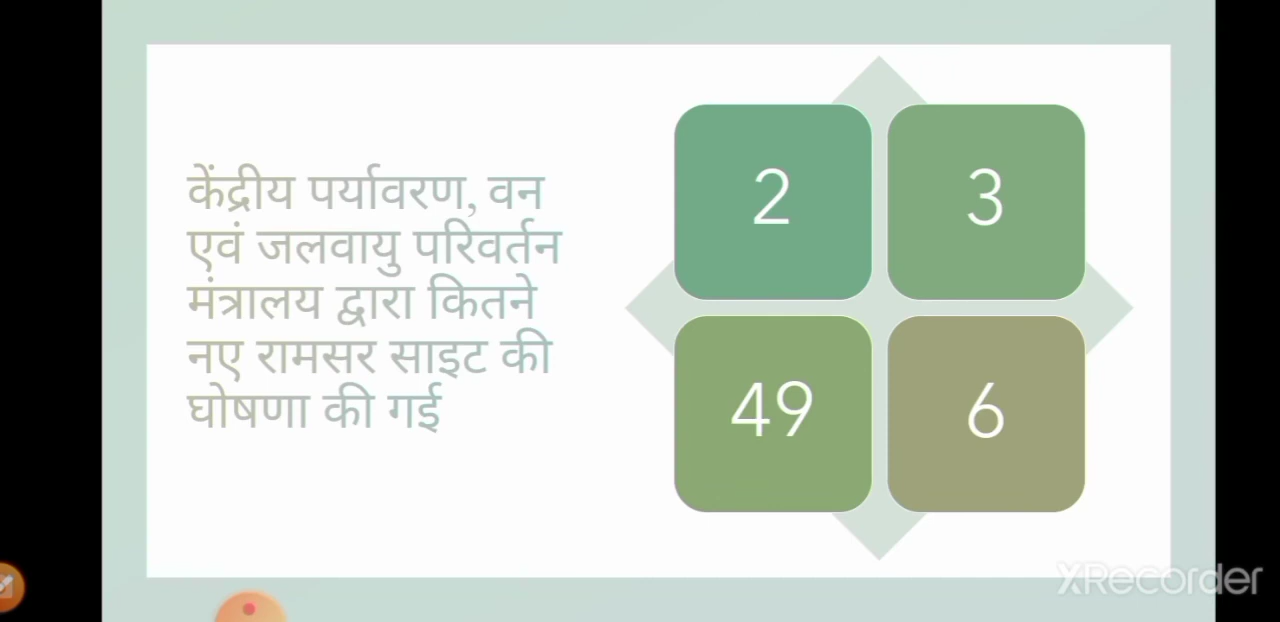 केंद्रीय पर्यावरण, वन
एवं जलवायु परिवर्तन
मंत्रालय द्वारा कितने
नए रामसर साइट की
घोषणा की गई
2
3
49
6
XRecorder